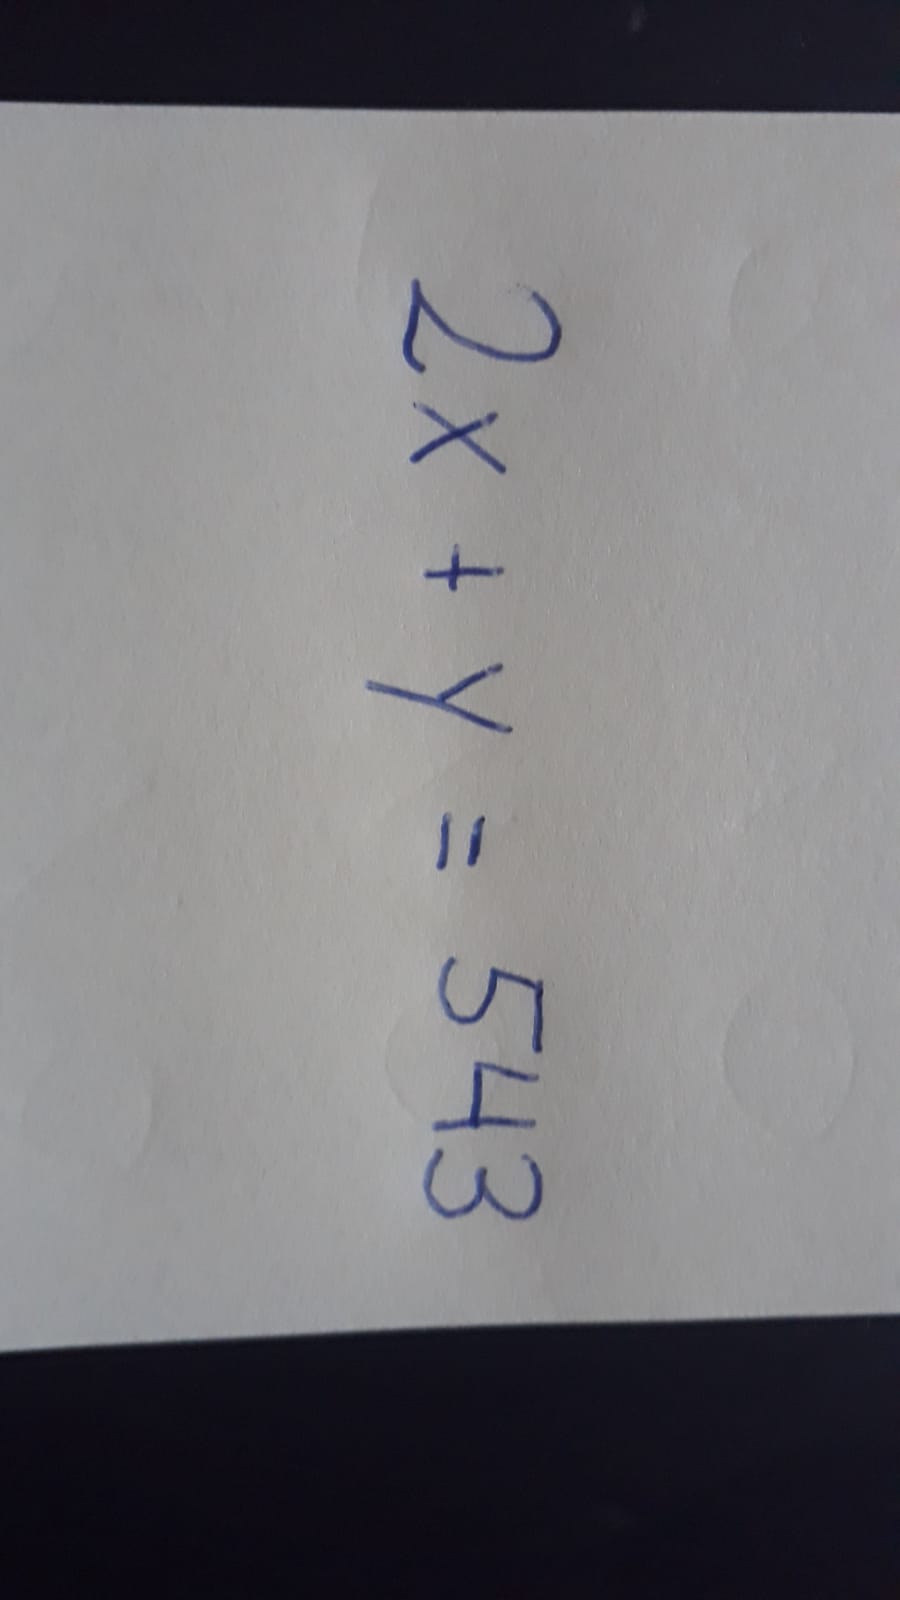 2x + y = 543